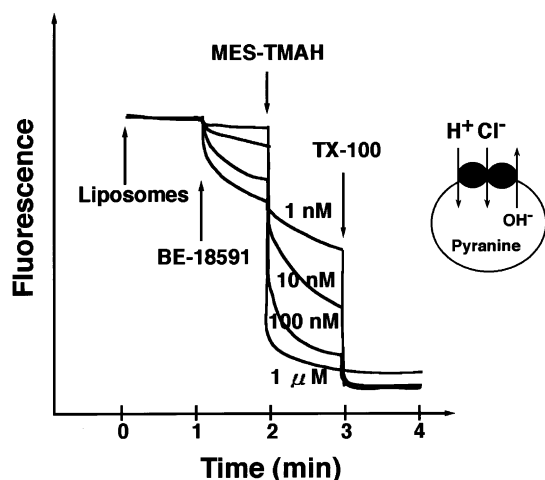 MES-TMAH
TX-100
H⁺ Cl⁻
Liposomes
1 nM
OH⁻
Pyranine
BE-18591
10 nM
100 nM
1 μM
Fluorescence
0 1 2 3 4
Time (min)